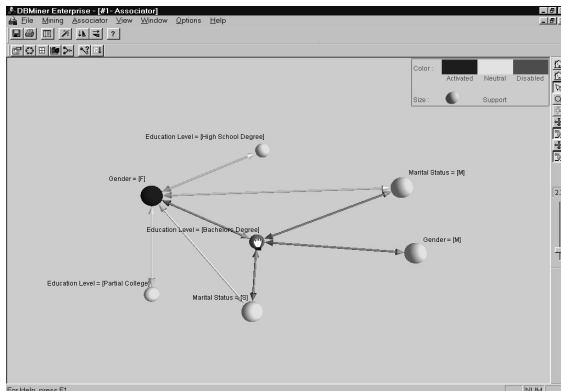 DBMiner Enterprise - [#1- Associator]
File Mining Associator View Window Options Help
Color :
Activated Neutral Disabled
Size : Support
Education Level = [High School Degree]
Marital Status = [M]
Gender = [F]
Education Level = [Bachelors Degree]
Gender = [M]
Education Level = [Partial College]
Marital Status = [S]
For Help, press F1
NUM